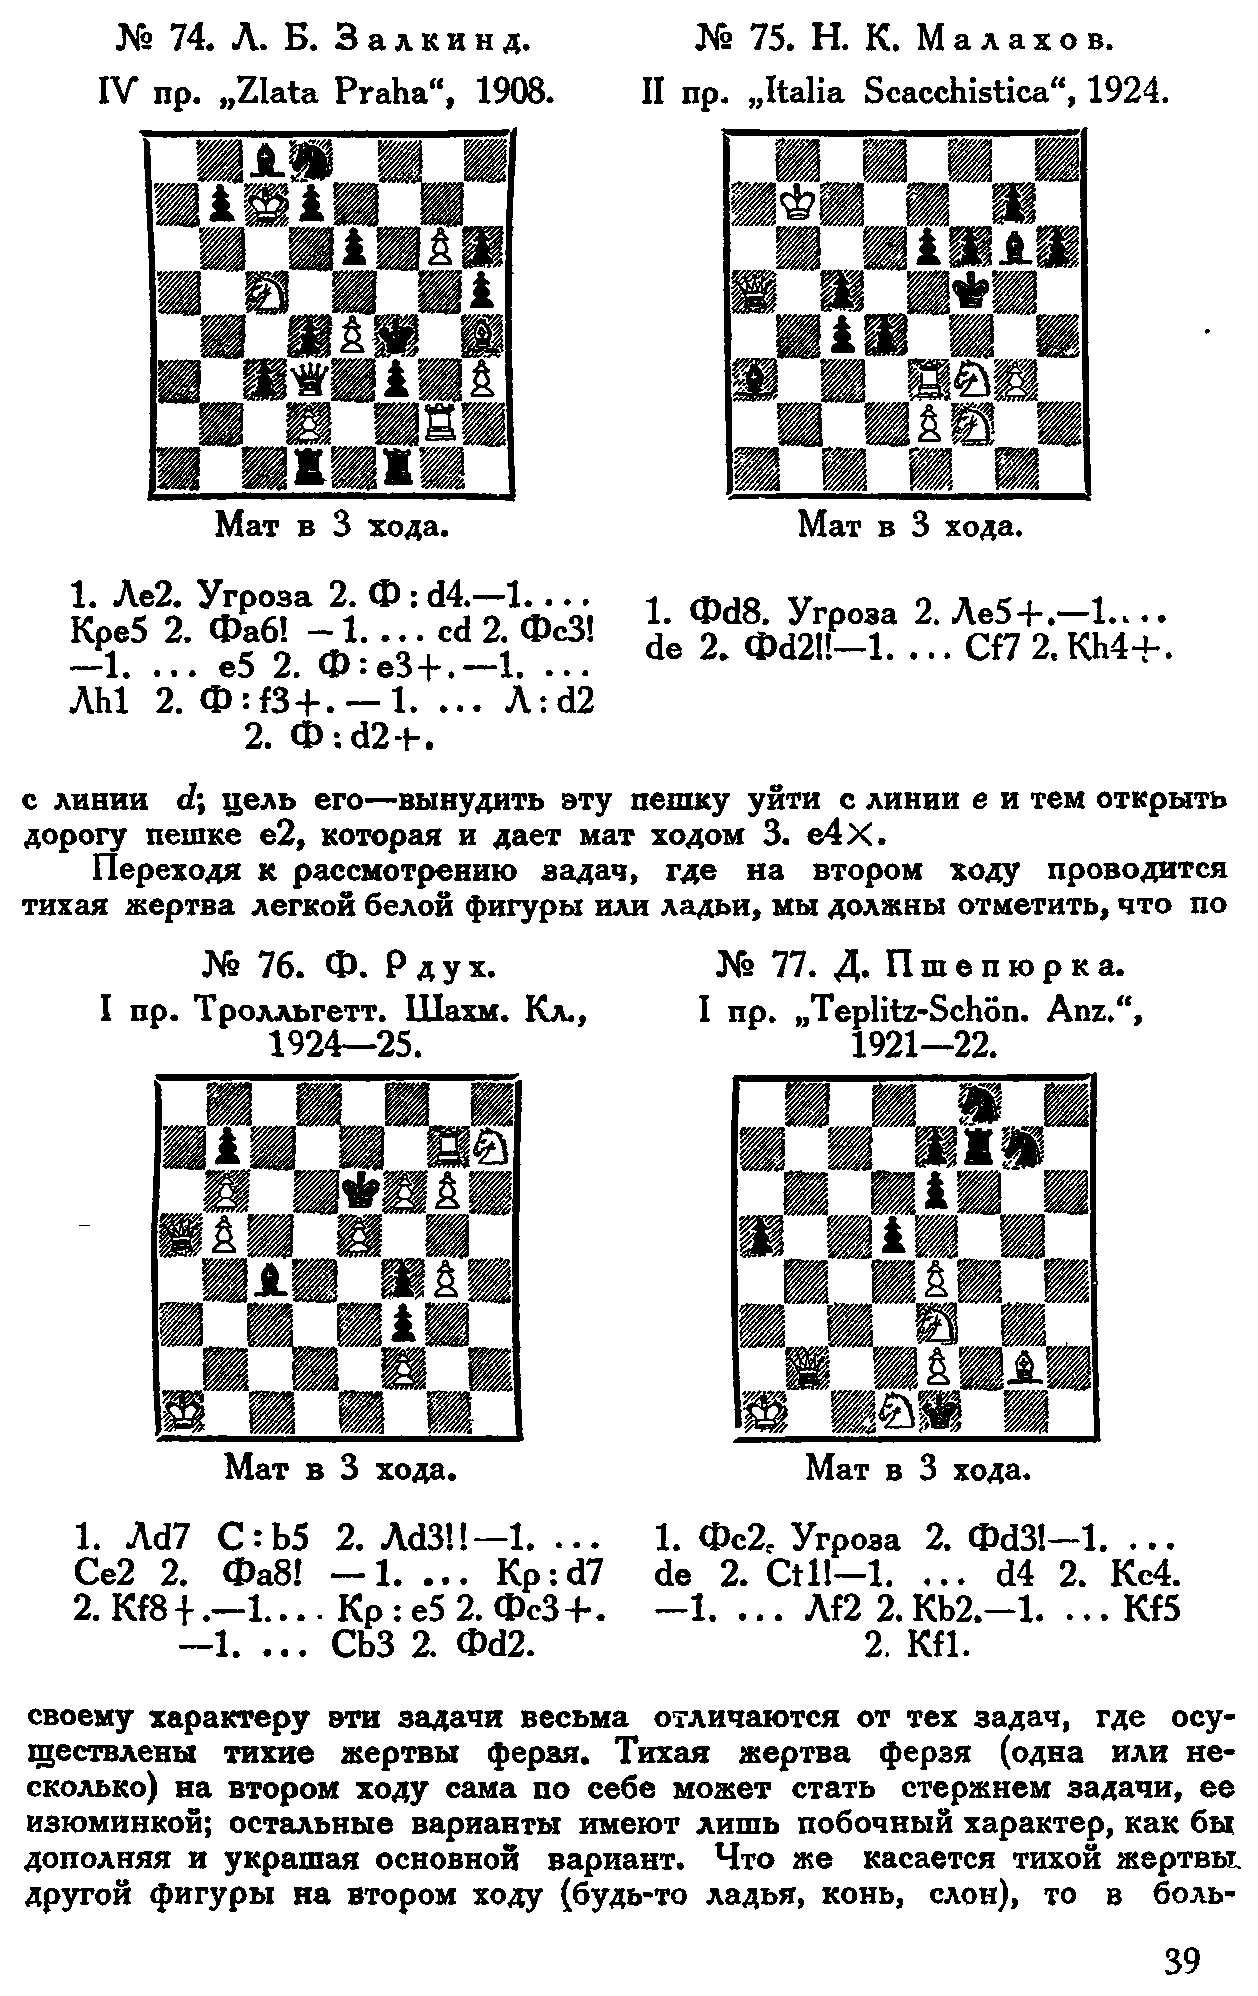 № 74. Л. Б. Залкинд.
IV пр. „Zlata Praha“, 1908.
Мат в 3 хода.
1. Ле2. Угроза 2. Ф : d4.—1. ...
Кре5 2. Фа6! — 1. ... cd 2. Фс3!
—1. ... e5 2. Ф : e3+.—1. ...
Лh1 2. Ф : f3+. — 1. ... Л : d2
2. Ф : d2+.
№ 75. Н. К. Малахов.
II пр. „Italia Scacchistica“, 1924.
Мат в 3 хода.
1. Фd8. Угроза 2. Ле5+.—1. ...
de 2. Фd2!!—1. ... Cf7 2. Kh4+.
с линии d; цель его—вынудить эту пешку уйти с линии e и тем открыть
дорогу пешке e2, которая и дает мат ходом 3. e4×.
Переходя к рассмотрению задач, где на втором ходу проводится
тихая жертва легкой белой фигуры или ладьи, мы должны отметить, что по
№ 76. Ф. Рдух.
I пр. Тролльгетт. Шахм. Кл.,
1924—25.
Мат в 3 хода.
1. Лd7 С : b5 2. Лd3!!—1. ...
Се2 2. Фа8! — 1. ... Кр : d7
2. Kf8+.—1. ... Кр : e5 2. Фс3+.
—1. ... Cb3 2. Фd2.
№ 77. Д. Пшепюрка.
I пр. „Teplitz-Schön. Anz.“,
1921—22.
Мат в 3 хода.
1. Фс2. Угроза 2. Фd3!—1. ...
de 2. Cf1!—1. ... d4 2. Кс4.
—1. ... Лf2 2. Kb2.—1. ... Kf5
2. Kf1.
своему характеру эти задачи весьма отличаются от тех задач, где осу-
ществлены тихие жертвы ферзя. Тихая жертва ферзя (одна или не-
сколько) на втором ходу сама по себе может стать стержнем задачи, ее
изюминкой; остальные варианты имеют лишь побочный характер, как бы
дополняя и украшая основной вариант. Что же касается тихой жертвы
другой фигуры на втором ходу (будь-то ладья, конь, слон), то в боль-
39